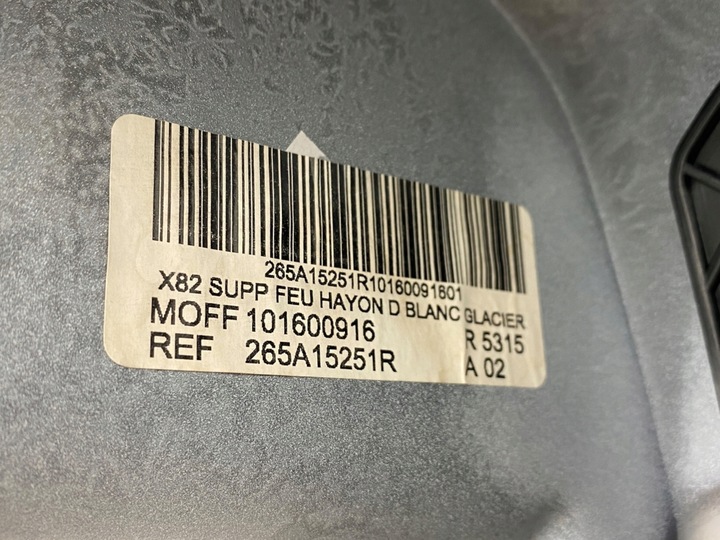 265A15251R10160091601
X82 SUPP FEU HAYON D BLANC GLACIER
MOFF 101600916 R 5315
REF 265A15251R A 02